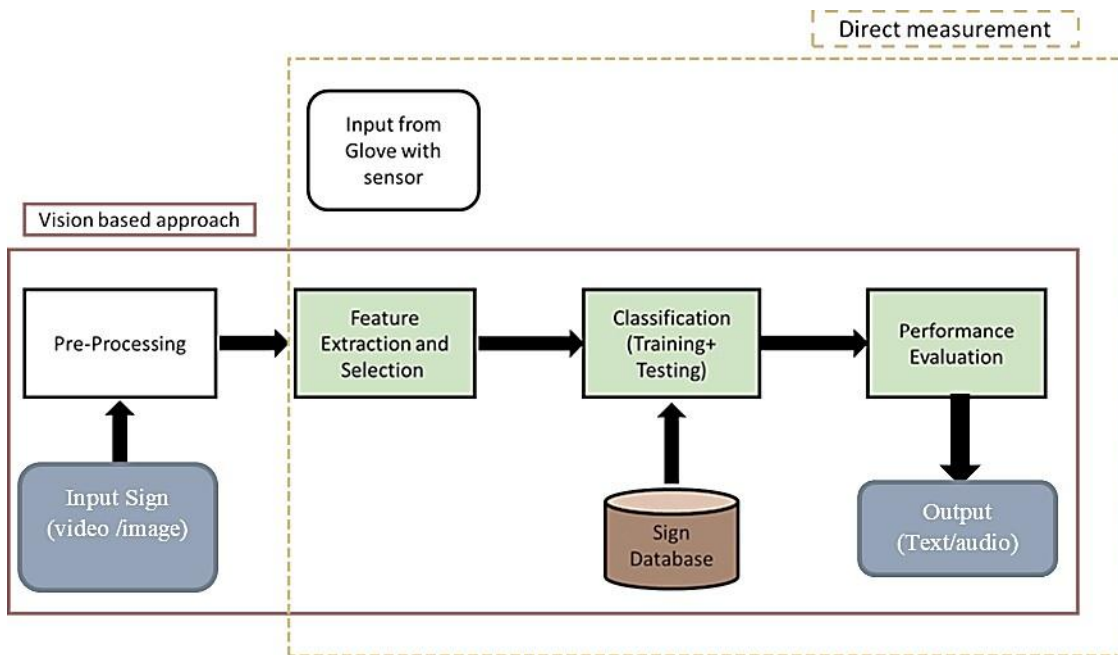 Direct measurement
Input from
Glove with
sensor
Vision based approach
Pre-Processing
Feature
Extraction and
Selection
Classification
(Training+
Testing)
Performance
Evaluation
Input Sign
(video /image)
Sign
Database
Output
(Text/audio)